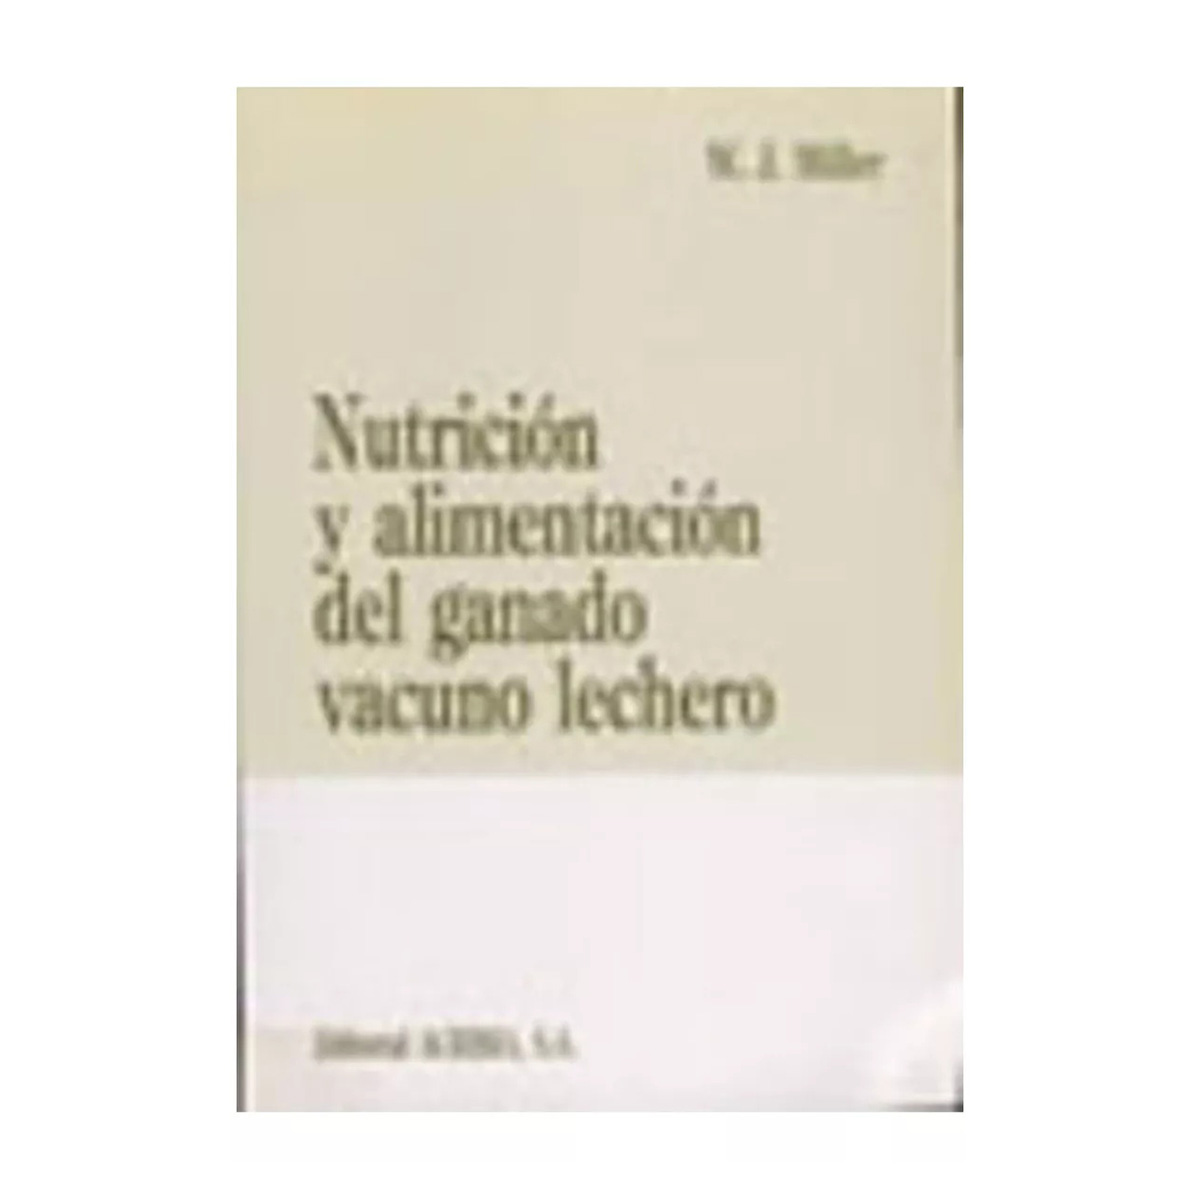 W. J. Miller
Nutrición
y alimentación
del ganado
vacuno lechero
Editorial ACRIBIA, S.A.